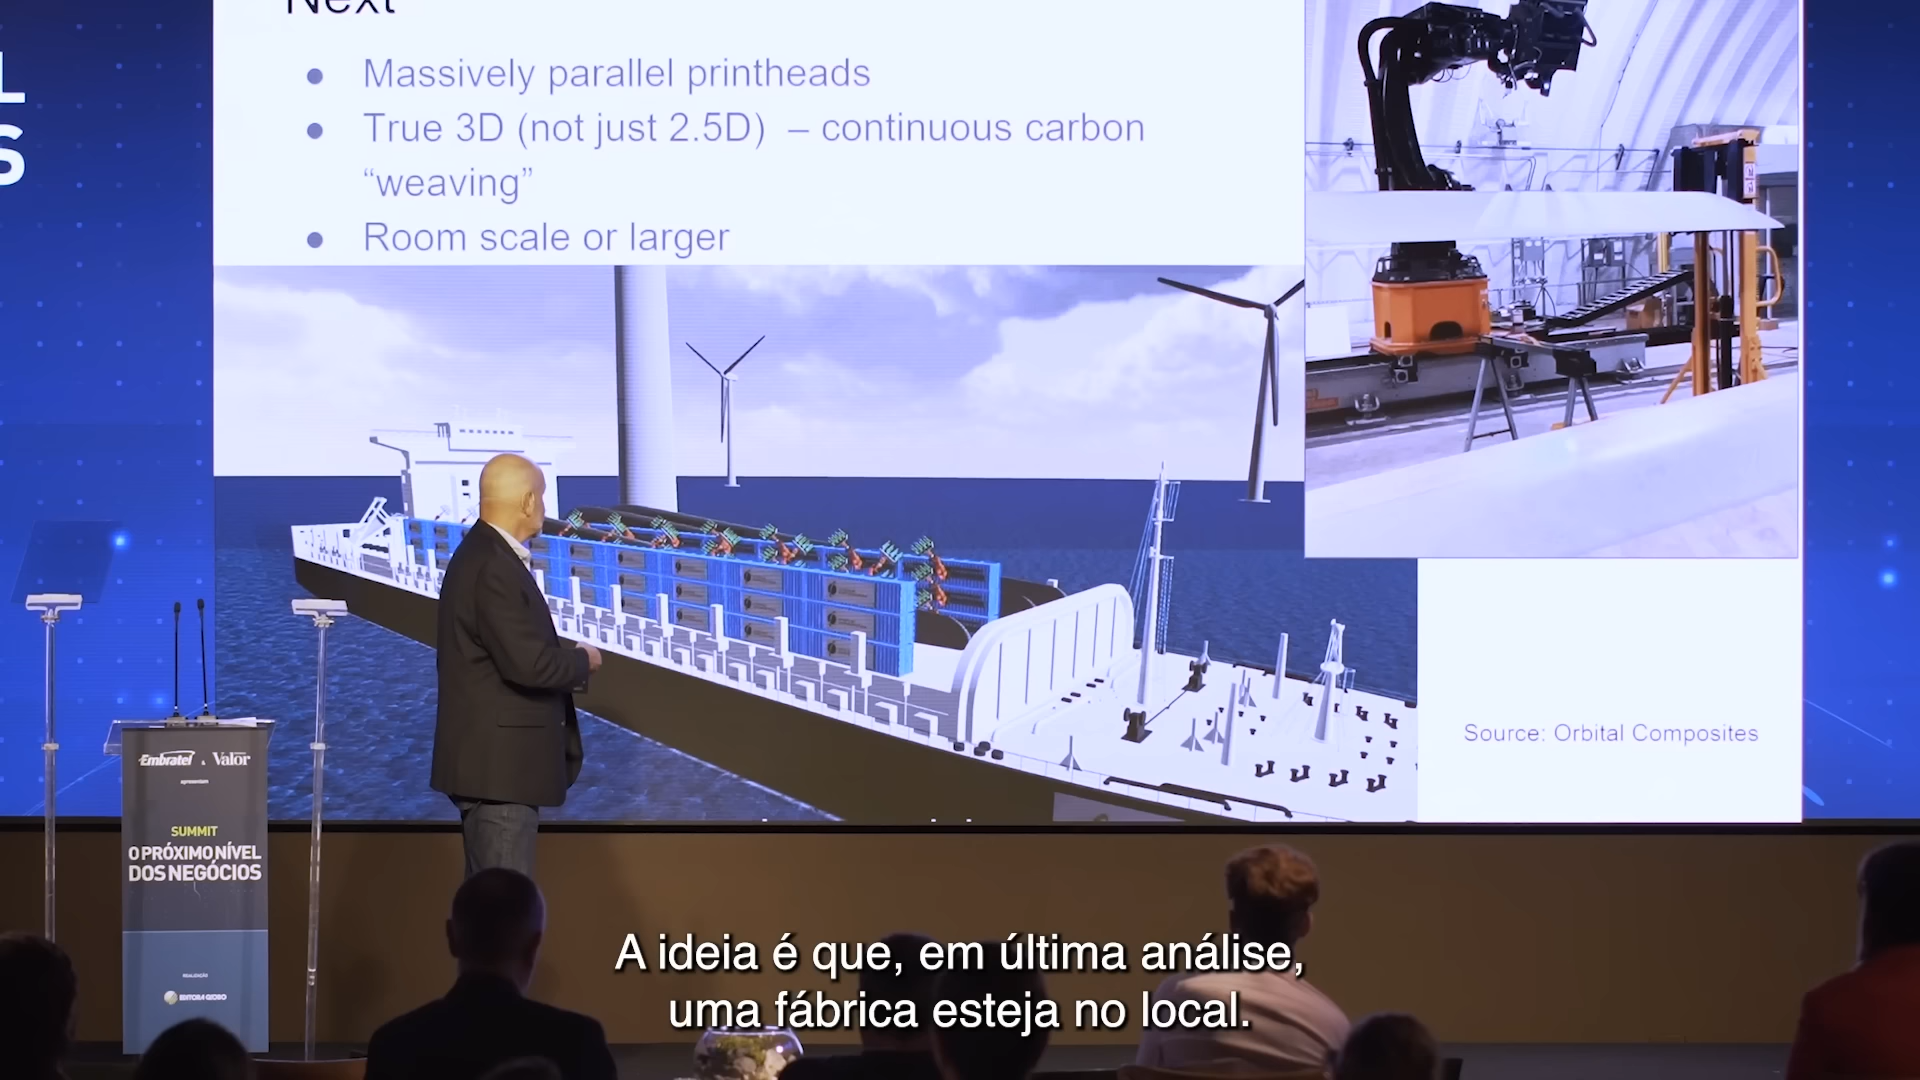 Next
L
S
● Massively parallel printheads
● True 3D (not just 2.5D) – continuous carbon
“weaving”
● Room scale or larger
Source: Orbital Composites
Embratel & Valor
apresentam
SUMMIT
O PRÓXIMO NÍVEL
DOS NEGÓCIOS
REALIZAÇÃO
EDITORA GLOBO
A ideia é que, em última análise,
uma fábrica esteja no local.